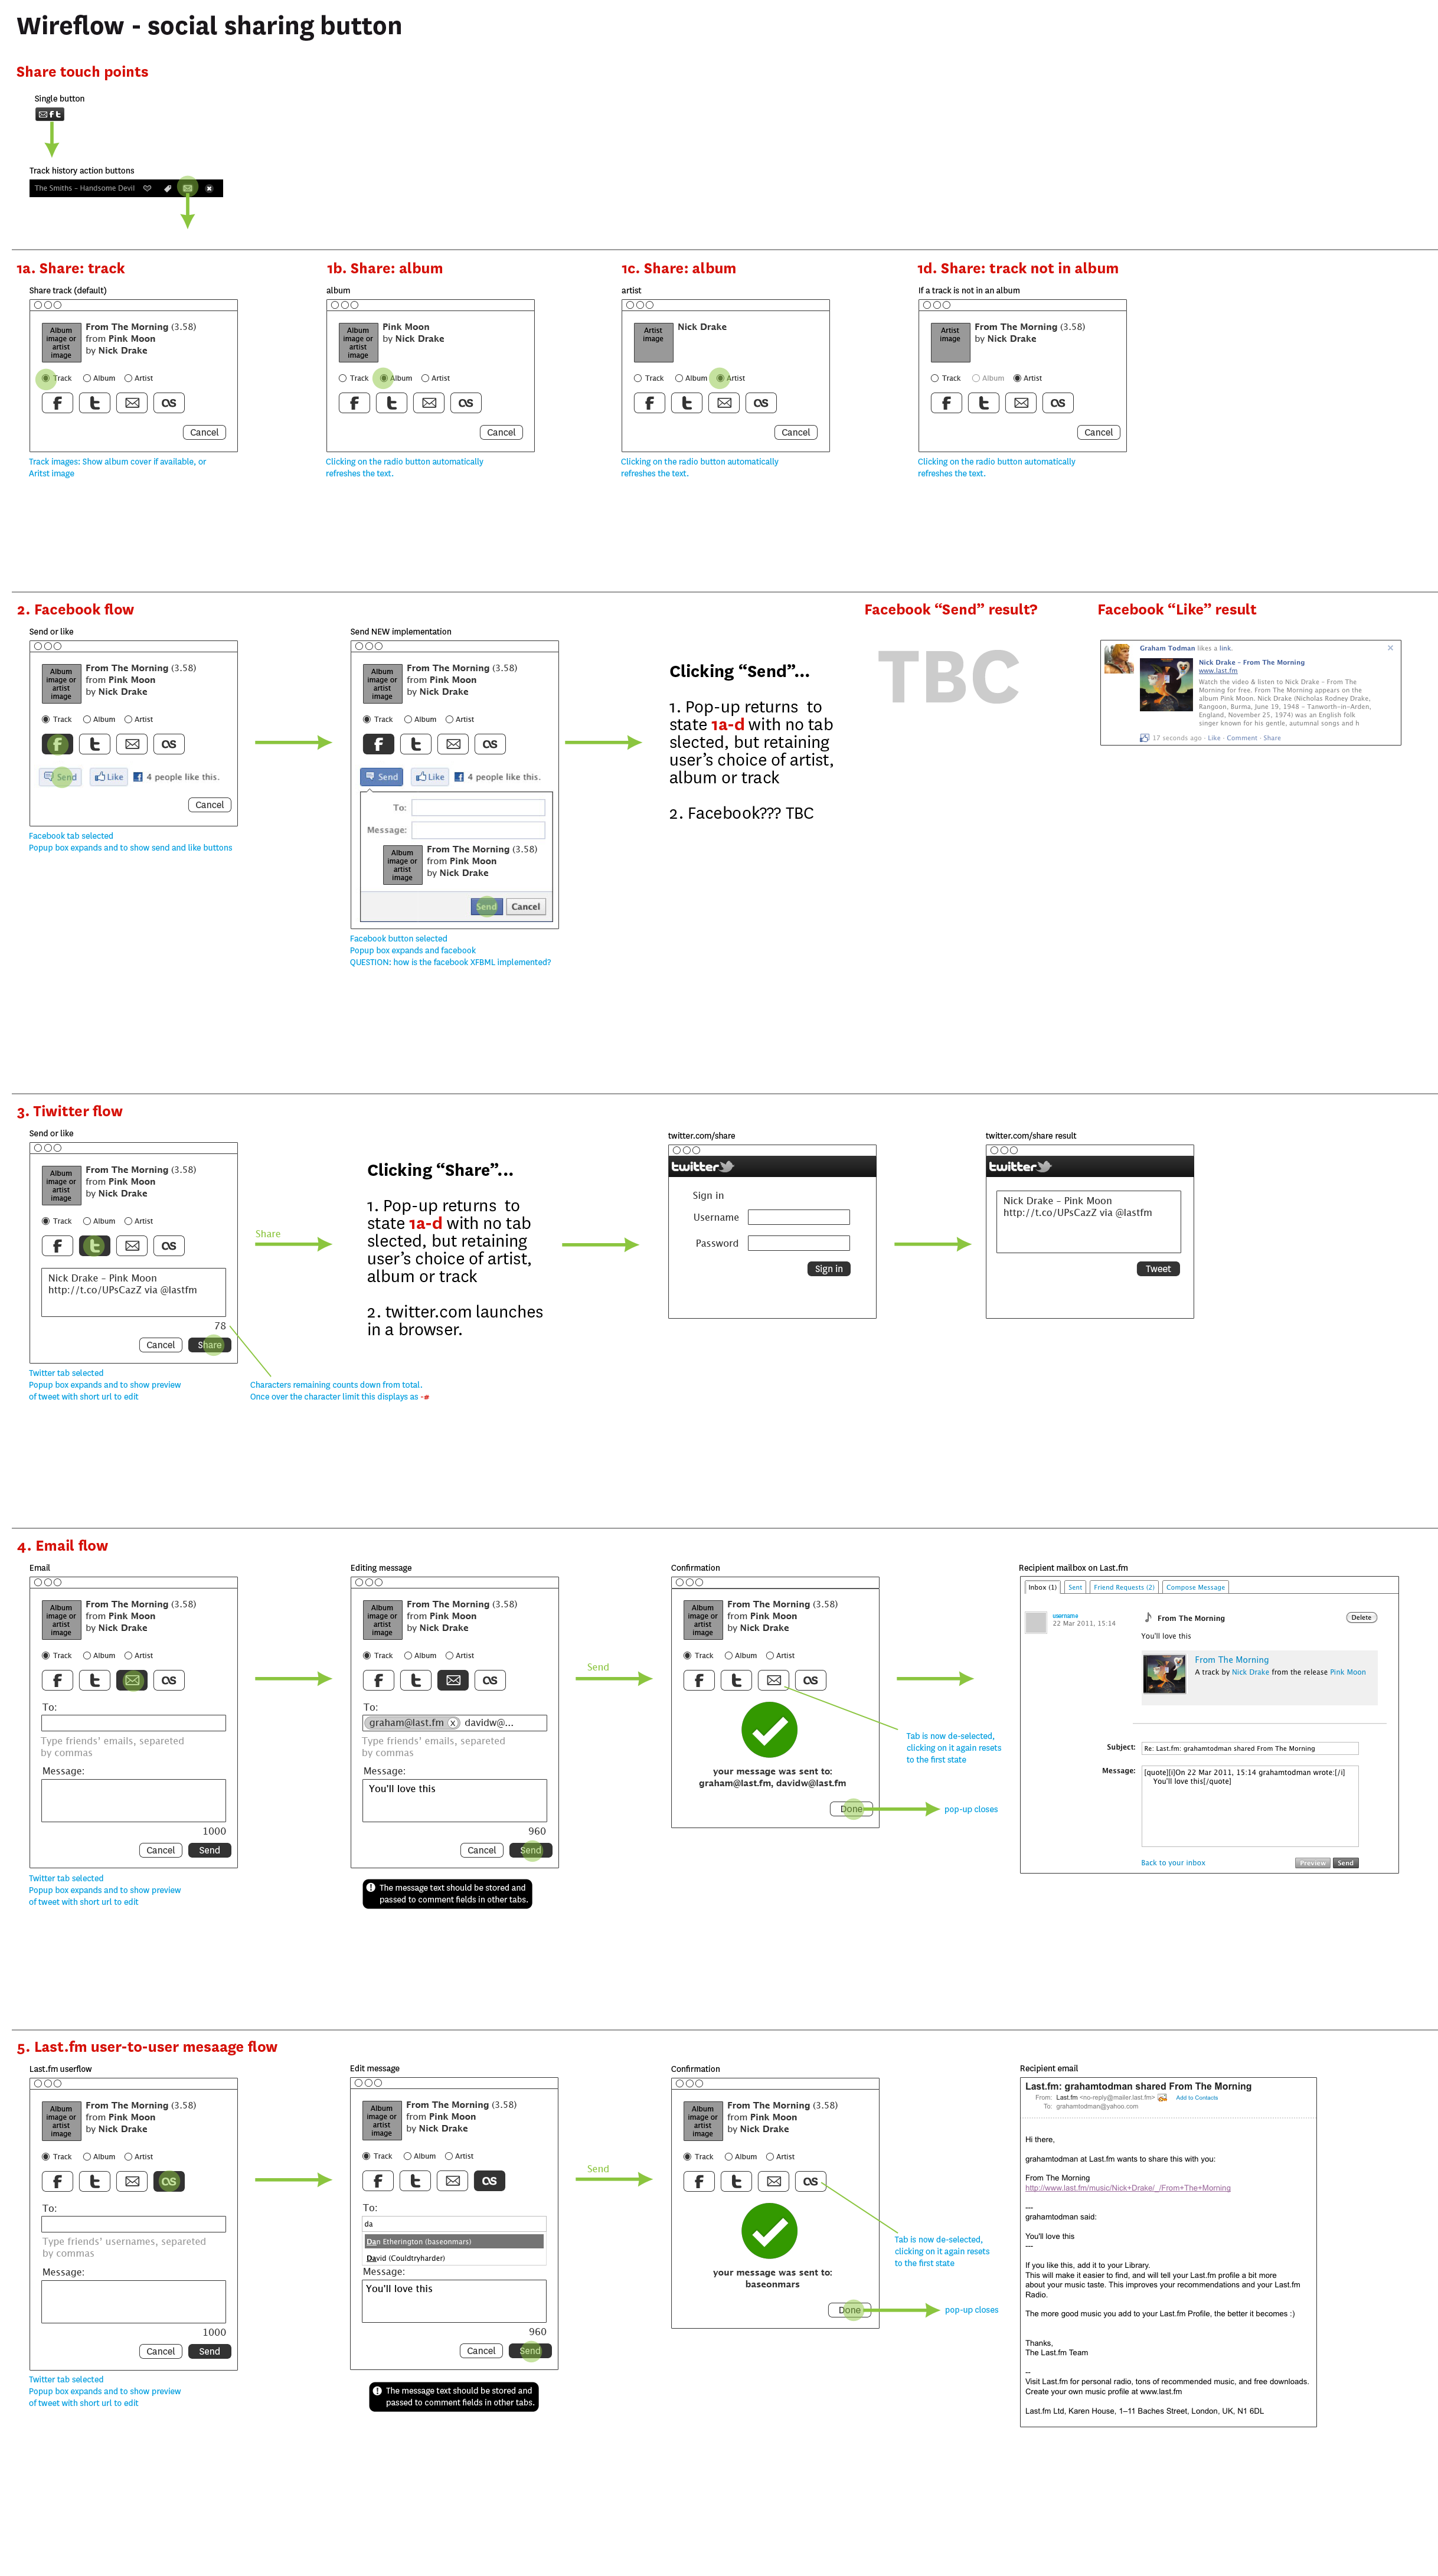 Wireflow - social sharing button
Share touch points
Single button
Track history action buttons
The Smiths – Handsome Devil
1a. Share: track
Share track (default)
Album
image or
artist
image
From The Morning (3.58)
from Pink Moon
by Nick Drake
Track Album Artist
Cancel
Track images: Show album cover if available, or
Aritst image
1b. Share: album
album
Album
image or
artist
image
Pink Moon
by Nick Drake
Track Album Artist
Cancel
Clicking on the radio button automatically
refreshes the text.
1c. Share: album
artist
Artist
image
Nick Drake
Track Album Artist
Cancel
Clicking on the radio button automatically
refreshes the text.
1d. Share: track not in album
If a track is not in an album
Artist
image
From The Morning (3.58)
by Nick Drake
Track Album Artist
Cancel
Clicking on the radio button automatically
refreshes the text.
2. Facebook flow
Send or like
Album
image or
artist
image
From The Morning (3.58)
from Pink Moon
by Nick Drake
Track Album Artist
Send Like 4 people like this.
Cancel
Facebook tab selected
Popup box expands and to show send and like buttons
Send NEW implementation
Album
image or
artist
image
From The Morning (3.58)
from Pink Moon
by Nick Drake
Track Album Artist
Send Like 4 people like this.
To:
Message:
Album
image or
artist
image
From The Morning (3.58)
from Pink Moon
by Nick Drake
Send Cancel
Facebook button selected
Popup box expands and facebook
QUESTION: how is the facebook XFBML implemented?
Clicking “Send”...
1. Pop-up returns to
state 1a-d with no tab
slected, but retaining
user’s choice of artist,
album or track
2. Facebook??? TBC
Facebook “Send” result?
TBC
Facebook “Like” result
Graham Todman likes a link.
Nick Drake – From The Morning
www.last.fm
Watch the video & listen to Nick Drake – From The
Morning for free. From The Morning appears on the
album Pink Moon. Nick Drake (Nicholas Rodney Drake,
Rangoon, Burma, June 19, 1948 – Tanworth-in-Arden,
England, November 25, 1974) was an English folk
singer known for his gentle, autumnal songs and h
17 seconds ago · Like · Comment · Share
3. Tiwitter flow
Send or like
Album
image or
artist
image
From The Morning (3.58)
from Pink Moon
by Nick Drake
Track Album Artist
Nick Drake – Pink Moon
http://t.co/UPsCazZ via @lastfm
78
Cancel Share
Twitter tab selected
Popup box expands and to show preview
of tweet with short url to edit
Characters remaining counts down from total.
Once over the character limit this displays as -#
Share
Clicking “Share”...
1. Pop-up returns to
state 1a-d with no tab
slected, but retaining
user’s choice of artist,
album or track
2. twitter.com launches
in a browser.
twitter.com/share
twitter
Sign in
Username
Password
Sign in
twitter.com/share result
twitter
Nick Drake – Pink Moon
http://t.co/UPsCazZ via @lastfm
Tweet
4. Email flow
Email
Album
image or
artist
image
From The Morning (3.58)
from Pink Moon
by Nick Drake
Track Album Artist
To:
Type friends’ emails, separeted
by commas
Message:
1000
Cancel Send
Twitter tab selected
Popup box expands and to show preview
of tweet with short url to edit
Editing message
Album
image or
artist
image
From The Morning (3.58)
from Pink Moon
by Nick Drake
Track Album Artist
To:
graham@last.fm x davidw@...
Type friends’ emails, separeted
by commas
Message:
You’ll love this
960
Cancel Send
! The message text should be stored and
passed to comment fields in other tabs.
Send
Confirmation
Album
image or
artist
image
From The Morning (3.58)
from Pink Moon
by Nick Drake
Track Album Artist
your message was sent to:
graham@last.fm, davidw@last.fm
Done
Tab is now de-selected,
clicking on it again resets
to the first state
pop-up closes
Recipient mailbox on Last.fm
Inbox (1) Sent Friend Requests (2) Compose Message
username
22 Mar 2011, 15:14
From The Morning
Delete
You'll love this
From The Morning
A track by Nick Drake from the release Pink Moon
Subject: Re: Last.fm: grahamtodman shared From The Morning
Message: [quote][i]On 22 Mar 2011, 15:14 grahamtodman wrote:[/i]
You'll love this[/quote]
Back to your inbox
Preview Send
5. Last.fm user-to-user mesaage flow
Last.fm userflow
Album
image or
artist
image
From The Morning (3.58)
from Pink Moon
by Nick Drake
Track Album Artist
To:
Type friends’ usernames, separeted
by commas
Message:
1000
Cancel Send
Twitter tab selected
Popup box expands and to show preview
of tweet with short url to edit
Edit message
Album
image or
artist
image
From The Morning (3.58)
from Pink Moon
by Nick Drake
Track Album Artist
To:
da
Dan Etherington (baseonmars)
David (Couldtryharder)
Message:
You’ll love this
960
Cancel Send
! The message text should be stored and
passed to comment fields in other tabs.
Send
Confirmation
Album
image or
artist
image
From The Morning (3.58)
from Pink Moon
by Nick Drake
Track Album Artist
your message was sent to:
baseonmars
Done
Tab is now de-selected,
clicking on it again resets
to the first state
pop-up closes
Recipient email
Last.fm: grahamtodman shared From The Morning
From: Last.fm <no-reply@mailer.last.fm> Add to Contacts
To: grahamtodman@yahoo.com
Hi there,
grahamtodman at Last.fm wants to share this with you:
From The Morning
http://www.last.fm/music/Nick+Drake/_/From+The+Morning
---
grahamtodman said:
You'll love this
---
If you like this, add it to your Library.
This will make it easier to find, and will tell your Last.fm profile a bit more
about your music taste. This improves your recommendations and your Last.fm
Radio.
The more good music you add to your Last.fm Profile, the better it becomes :)
Thanks,
The Last.fm Team
--
Visit Last.fm for personal radio, tons of recommended music, and free downloads.
Create your own music profile at www.last.fm
Last.fm Ltd, Karen House, 1–11 Baches Street, London, UK, N1 6DL